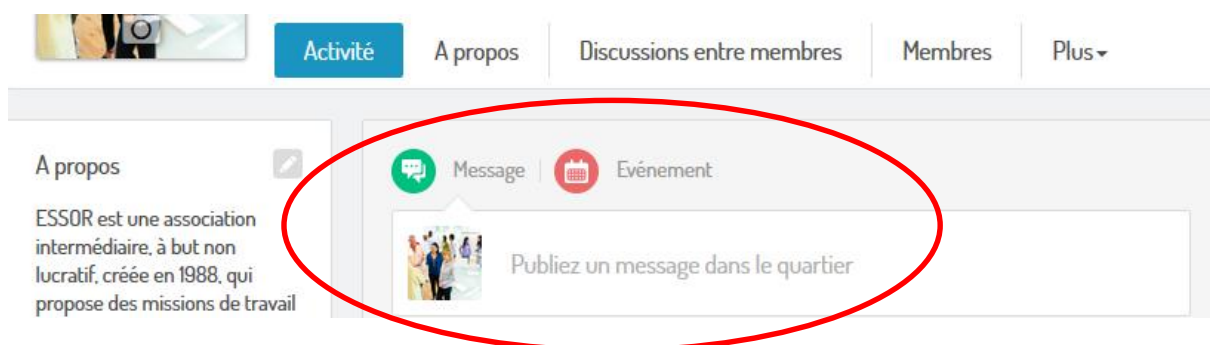 Activité A propos Discussions entre membres Membres Plus
A propos
ESSOR est une association
intermédiaire, à but non
lucratif, créée en 1988, qui
propose des missions de travail
Message Evénement
Publiez un message dans le quartier